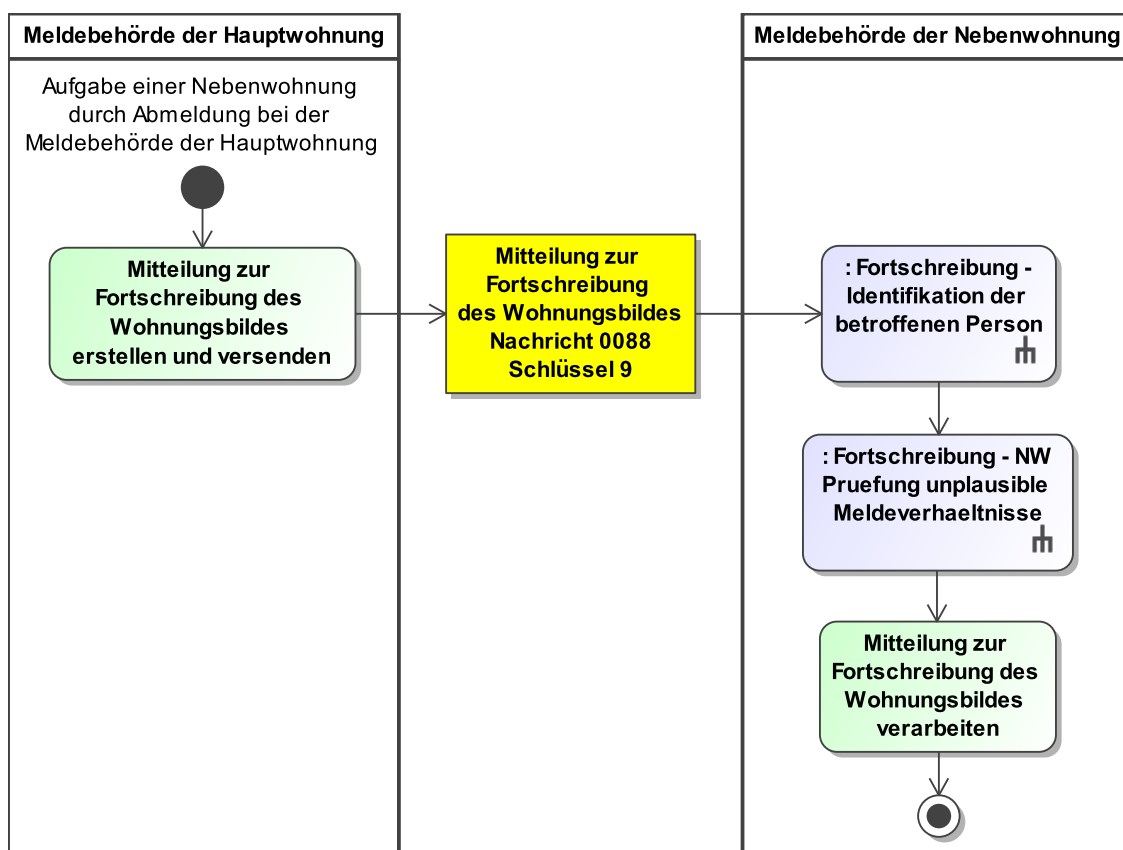 Meldebehörde der Hauptwohnung
Aufgabe einer Nebenwohnung
durch Abmeldung bei der
Meldebehörde der Hauptwohnung
Mitteilung zur
Fortschreibung des
Wohnungsbildes
erstellen und versenden
Mitteilung zur
Fortschreibung
des Wohnungsbildes
Nachricht 0088
Schlüssel 9
Meldebehörde der Nebenwohnung
: Fortschreibung -
Identifikation der
betroffenen Person
: Fortschreibung - NW
Pruefung unplausible
Meldeverhaeltnisse
Mitteilung zur
Fortschreibung des
Wohnungsbildes
verarbeiten